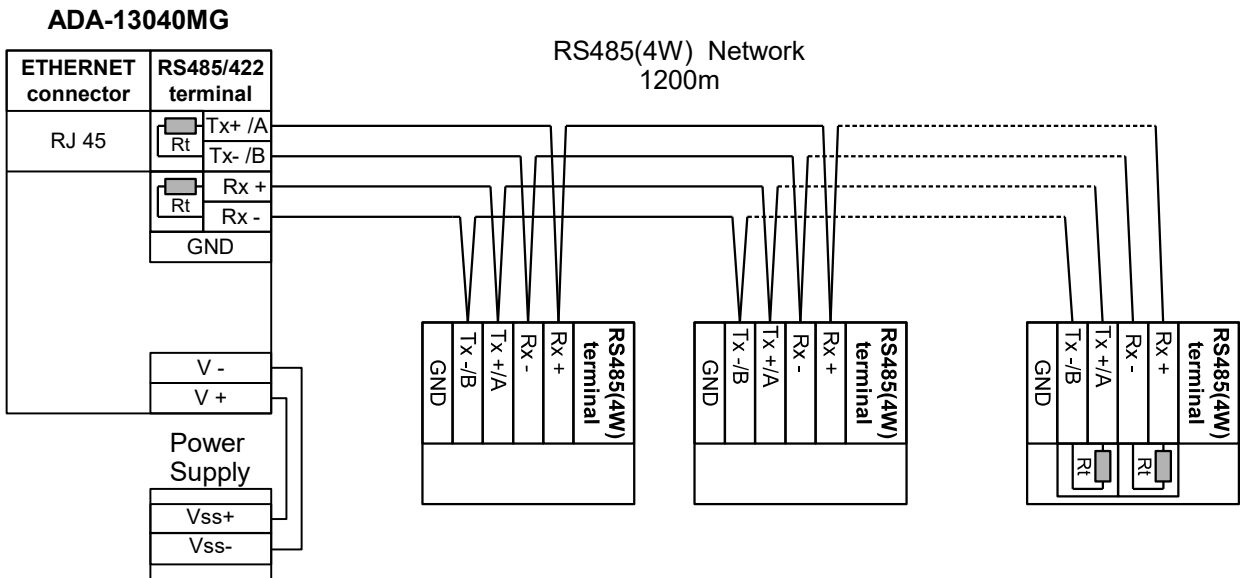 ADA-13040MG
RS485(4W) Network
1200m
ETHERNET
connector
RS485/422
terminal
RJ 45
Rt
Tx+ /A
Tx- /B
Rt
Rx +
Rx -
GND
V -
V +
Power
Supply
Vss+
Vss-
GND
Tx -/B
Tx +/A
Rx -
Rx +
RS485(4W)
terminal
GND
Tx -/B
Tx +/A
Rx -
Rx +
RS485(4W)
terminal
GND
Tx -/B
Tx +/A
Rx -
Rx +
RS485(4W)
terminal
Rt
Rt